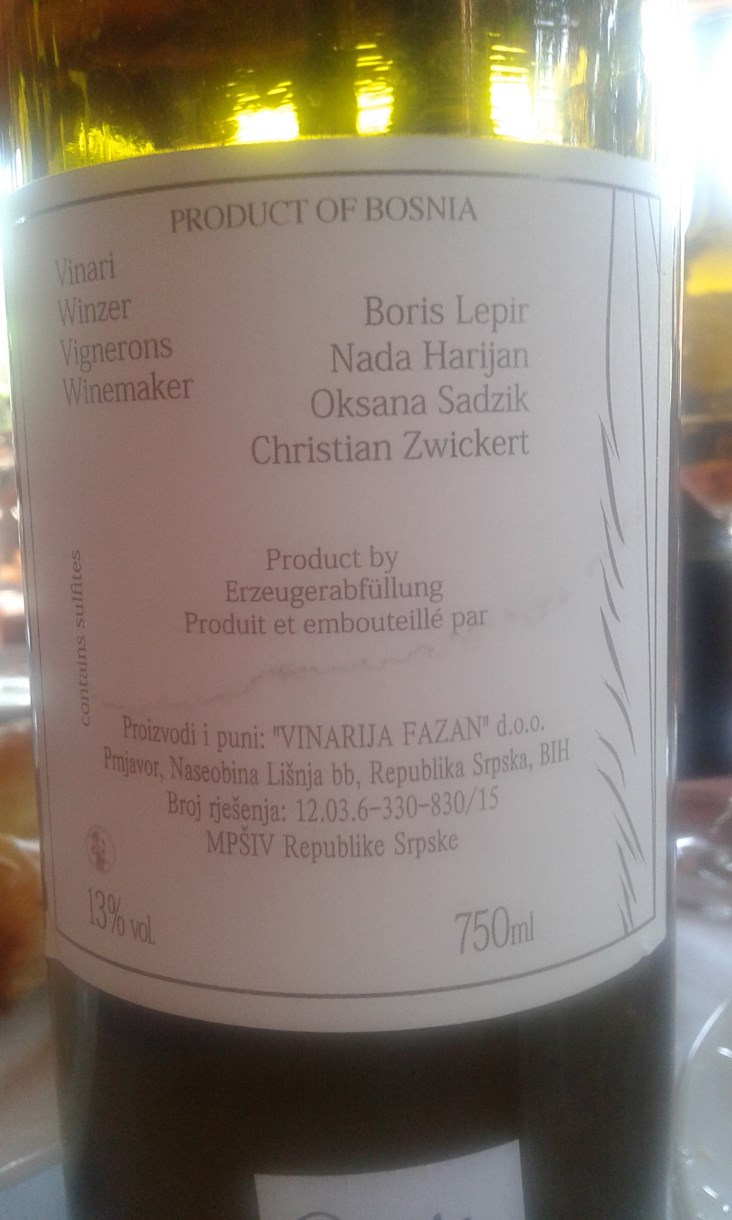 PRODUCT OF BOSNIA
Vinari
Winzer
Vignerons
Winemaker
Boris Lepir
Nada Harijan
Oksana Sadzik
Christian Zwickert
contains sulfites
Product by
Erzeugerabfüllung
Produit et embouteillé par
Proizvodi i puni: "VINARIJA FAZAN" d.o.o.
Prnjavor, Naseobina Lišnja bb, Republika Srpska, BIH
Broj rješenja: 12.03.6-330-830/15
MPŠIV Republike Srpske
13% vol.
750ml